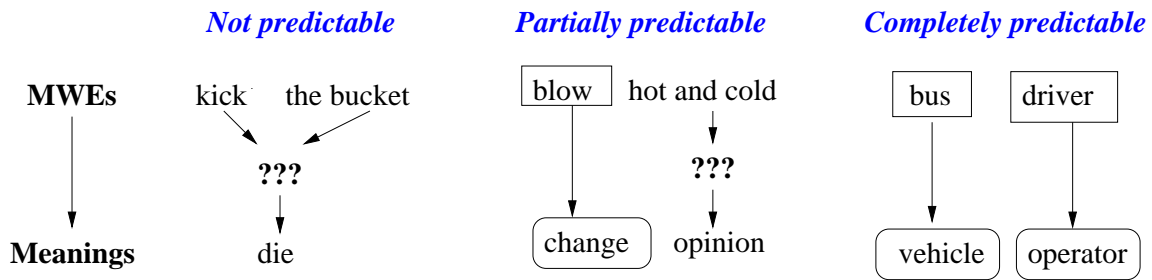 Not predictable Partially predictable Completely predictable
MWEs kick the bucket blow hot and cold bus driver
??? ???
Meanings die change opinion vehicle operator